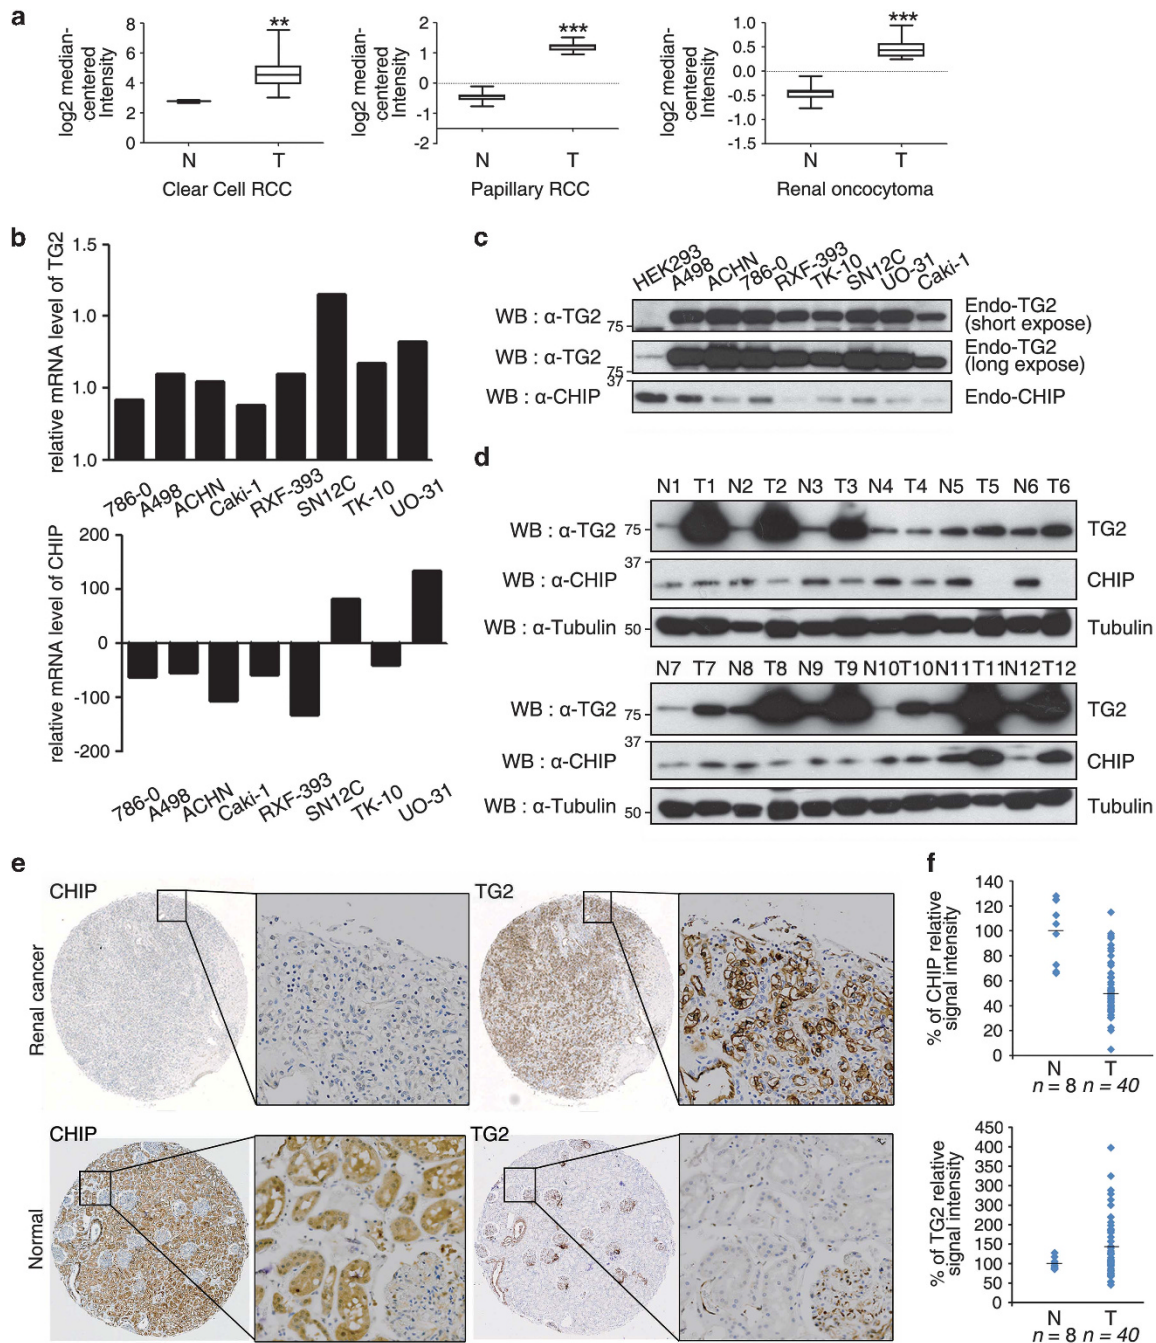 a
log2 median-
centered
Intensity
8
6
4
2
0
**
N
T
Clear Cell RCC
log2 median-
centered
Intensity
2
1
0
-1
-2
***
N
T
Papillary RCC
log2 median-
centered
Intensity
1.0
0.5
0.0
-0.5
-1.0
-1.5
***
N
T
Renal oncocytoma
b
relative mRNA level of TG2
1.5
1.0
1.0
1.0
786-0
A498
ACHN
Caki-1
RXF-393
SN12C
TK-10
UO-31
relative mRNA level of CHIP
200
100
0
-100
-200
786-0
A498
ACHN
Caki-1
RXF-393
SN12C
TK-10
UO-31
c
HEK293
A498
ACHN
786-0
RXF-393
TK-10
SN12C
UO-31
Caki-1
WB : α-TG2
75
Endo-TG2
(short expose)
WB : α-TG2
75
Endo-TG2
(long expose)
WB : α-CHIP
37
Endo-CHIP
d
N1 T1 N2 T2 N3 T3 N4 T4 N5 T5 N6 T6
WB : α-TG2
75
TG2
WB : α-CHIP
37
CHIP
WB : α-Tubulin
50
Tubulin
N7 T7 N8 T8 N9 T9 N10 T10 N11 T11 N12 T12
WB : α-TG2
75
TG2
WB : α-CHIP
37
CHIP
WB : α-Tubulin
50
Tubulin
e
CHIP
TG2
Renal cancer
CHIP
TG2
Normal
f
% of CHIP relative
signal intensity
140
120
100
80
60
40
20
0
N
T
n = 8
n = 40
% of TG2 relative
signal intensity
450
400
350
300
250
200
150
100
50
0
N
T
n = 8
n = 40